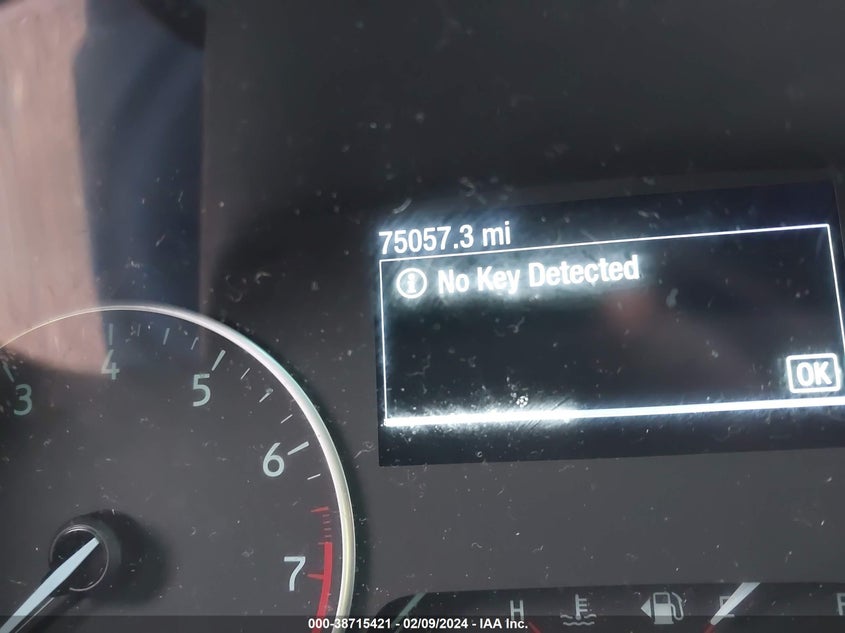 75057.3 mi
i No Key Detected
OK
3 4 5 6 7
H E F
000-38715421 - 02/09/2024 - IAA Inc.